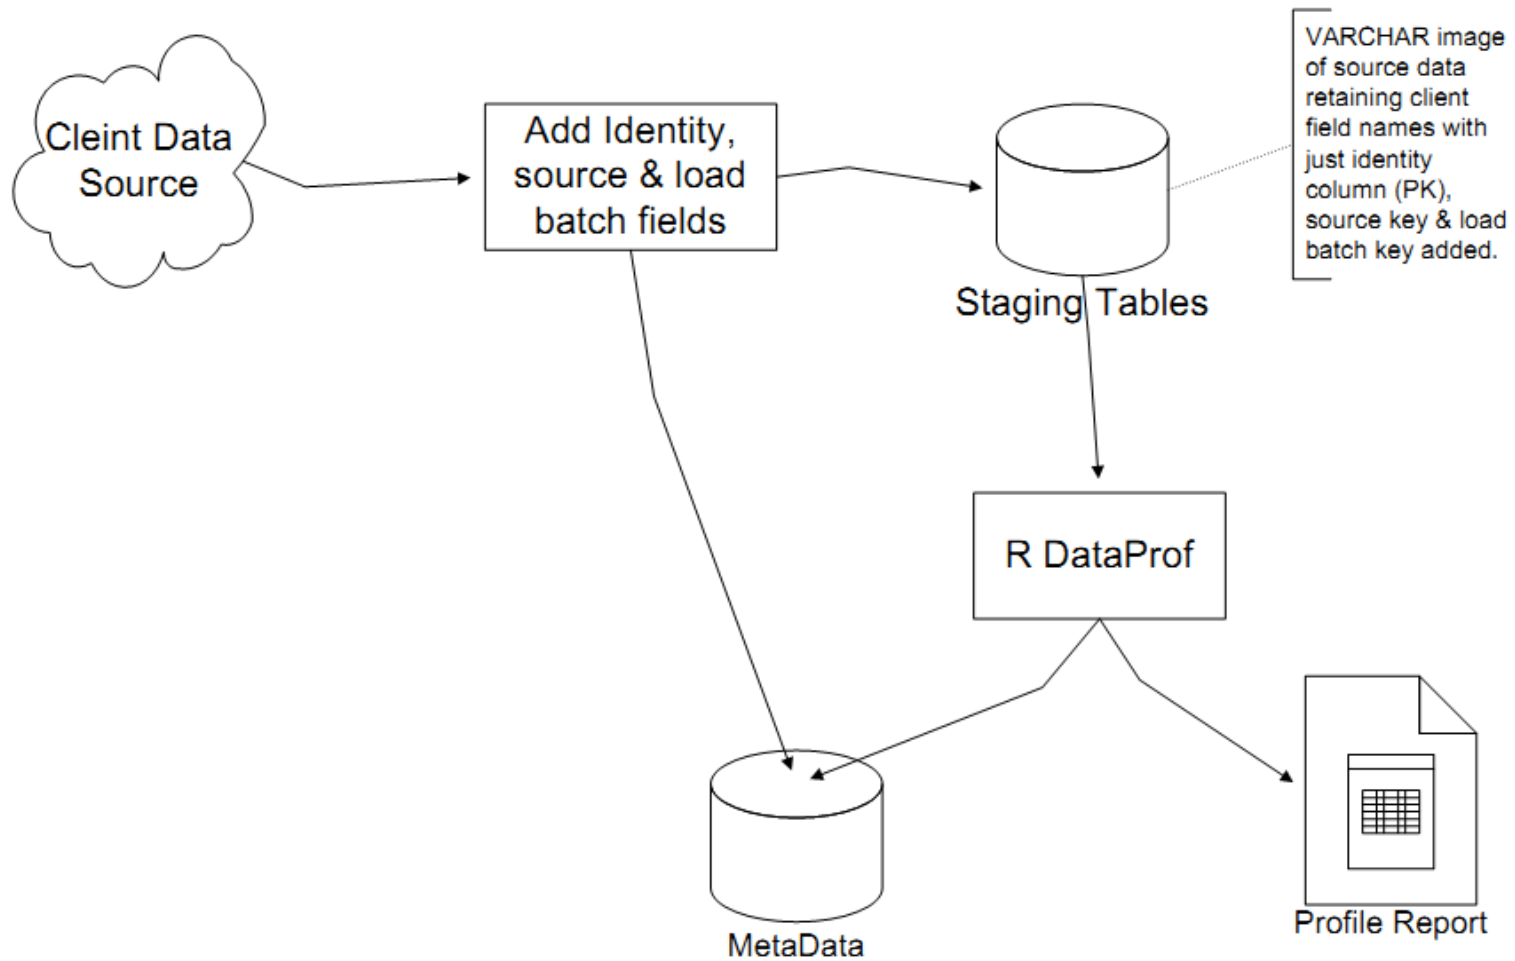 Cleint Data
Source
Add Identity,
source & load
batch fields
Staging Tables
VARCHAR image
of source data
retaining client
field names with
just identity
column (PK),
source key & load
batch key added.
R DataProf
MetaData
Profile Report